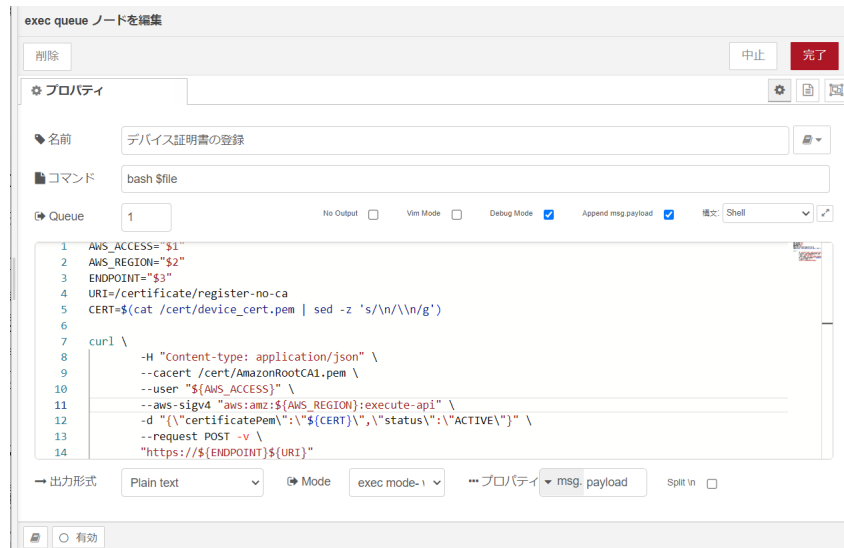 exec queue ノードを編集
削除 中止 完了
プロパティ
名前 デバイス証明書の登録
コマンド bash $file
Queue 1 No Output Vim Mode Debug Mode Append msg.payload 構文: Shell
1 AWS_ACCESS="$1"
2 AWS_REGION="$2"
3 ENDPOINT="$3"
4 URI=/certificate/register-no-ca
5 CERT=$(cat /cert/device_cert.pem | sed -z 's/\n/\\n/g')
6
7 curl \
8 -H "Content-type: application/json" \
9 --cacert /cert/AmazonRootCA1.pem \
10 --user "${AWS_ACCESS}" \
11 --aws-sigv4 "aws:amz:${AWS_REGION}:execute-api" \
12 -d "{\"certificatePem\":\"${CERT}\",\"status\":\"ACTIVE\"}" \
13 --request POST -v \
14 "https://${ENDPOINT}${URI}"
出力形式 Plain text Mode exec mode- プロパティ msg. payload Split \n
有効